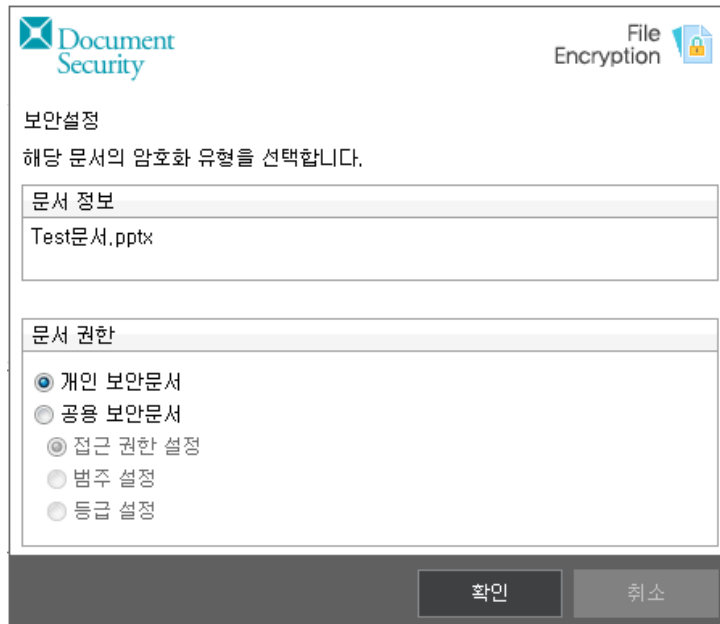 Document
Security
File
Encryption
보안설정
해당 문서의 암호화 유형을 선택합니다.
문서 정보
Test문서.pptx
문서 권한
개인 보안문서
공용 보안문서
접근 권한 설정
범주 설정
등급 설정
확인 취소